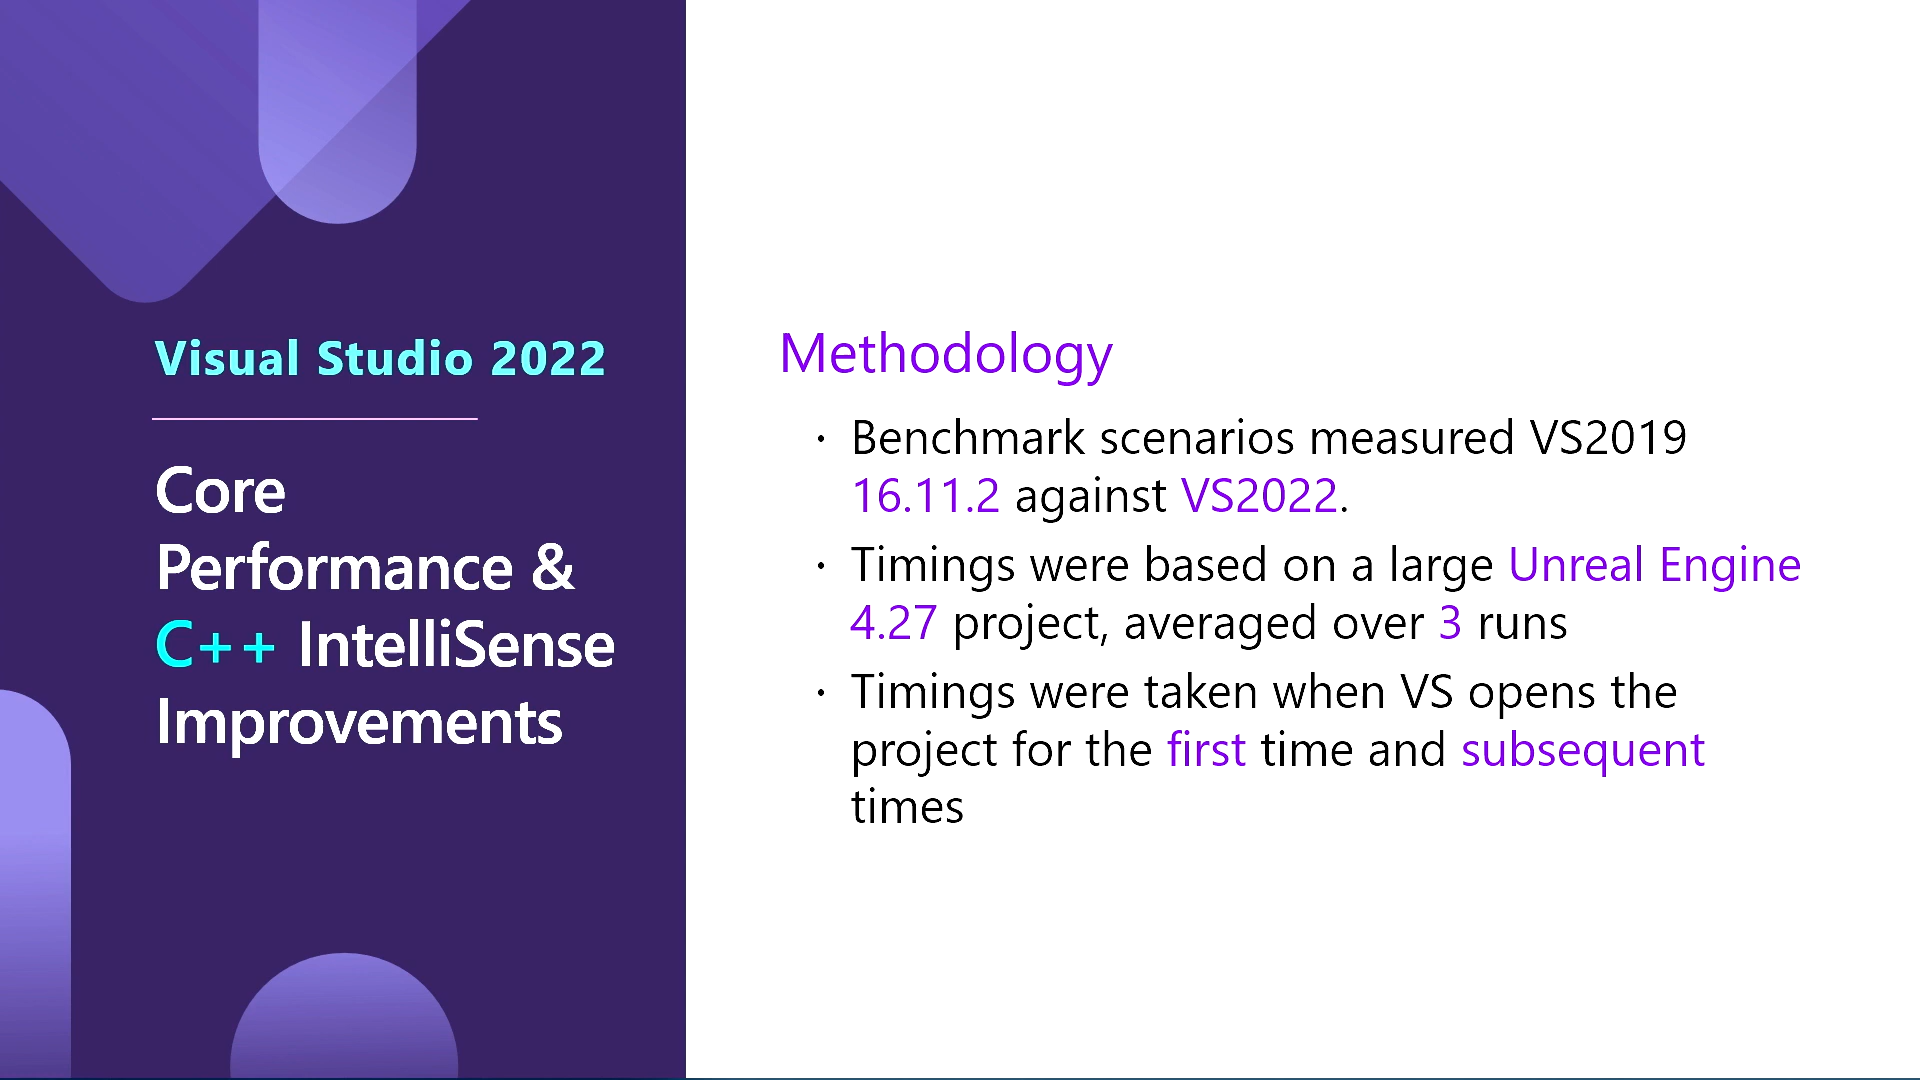 Visual Studio 2022
Core
Performance &
C++ IntelliSense
Improvements
Methodology
· Benchmark scenarios measured VS2019
16.11.2 against VS2022.
· Timings were based on a large Unreal Engine
4.27 project, averaged over 3 runs
· Timings were taken when VS opens the
project for the first time and subsequent
times